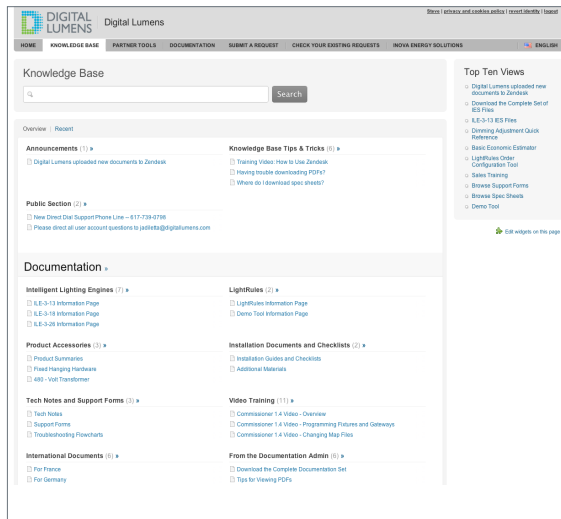 Steve | privacy and cookies policy | revert identity | logout
DIGITAL
LUMENS
Digital Lumens
HOME KNOWLEDGE BASE PARTNER TOOLS DOCUMENTATION SUBMIT A REQUEST CHECK YOUR EXISTING REQUESTS INOVA ENERGY SOLUTIONS ENGLISH
Knowledge Base
Search
Overview | Recent
Announcements (1) »
Digital Lumens uploaded new documents to Zendesk
Knowledge Base Tips & Tricks (6) »
Training Video: How to Use Zendesk
Having trouble downloading PDFs?
Where do I download spec sheets?
Public Section (2) »
New Direct Dial Support Phone Line -- 617-739-0798
Please direct all user account questions to jadiletta@digitallumens.com
Documentation »
Intelligent Lighting Engines (7) »
ILE-3-13 Information Page
ILE-3-18 Information Page
ILE-3-26 Information Page
LightRules (2) »
LightRules Information Page
Demo Tool Information Page
Product Accessories (3) »
Product Summaries
Fixed Hanging Hardware
480 - Volt Transformer
Installation Documents and Checklists (2) »
Installation Guides and Checklists
Additional Materials
Tech Notes and Support Forms (3) »
Tech Notes
Support Forms
Troubleshooting Flowcharts
Video Training (11) »
Commissioner 1.4 Video - Overview
Commissioner 1.4 Video - Programming Fixtures and Gateways
Commissioner 1.4 Video - Changing Map Files
International Documents (6) »
For France
For Germany
From the Documentation Admin (6) »
Download the Complete Documentation Set
Tips for Viewing PDFs
Top Ten Views
Digital Lumens uploaded new
documents to Zendesk
Download the Complete Set of
IES Files
ILE-3-13 IES Files
Dimming Adjustment Quick
Reference
Basic Economic Estimator
LightRules Order
Configuration Tool
Sales Training
Browse Support Forms
Browse Spec Sheets
Demo Tool
Edit widgets on this page